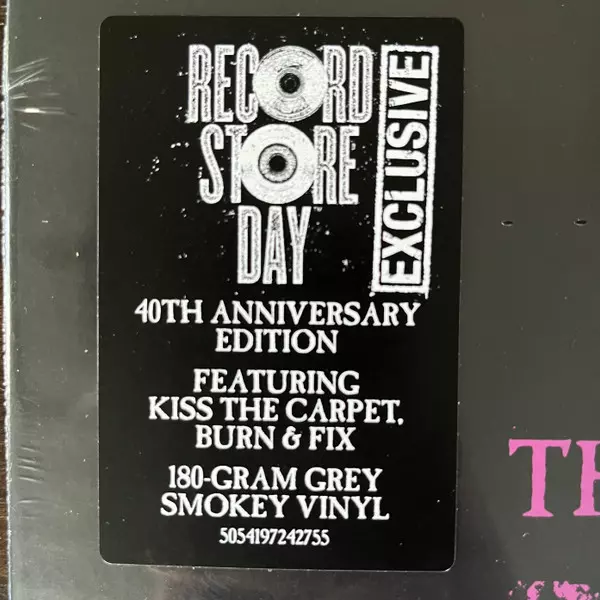 RECORD
STORE
DAY
EXCLUSIVE
40TH ANNIVERSARY
EDITION
FEATURING
KISS THE CARPET,
BURN & FIX
180-GRAM GREY
SMOKEY VINYL
5054197242755